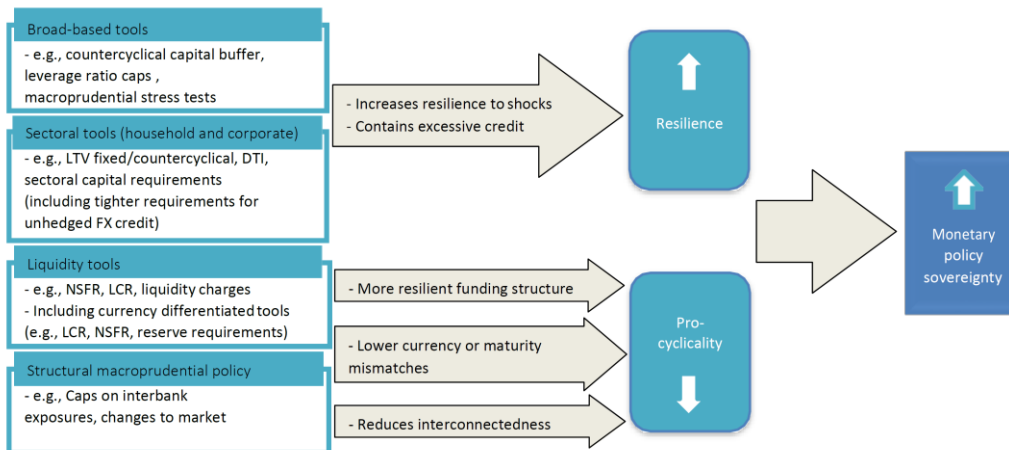 Broad-based tools
- e.g., countercyclical capital buffer,
leverage ratio caps ,
macroprudential stress tests
Sectoral tools (household and corporate)
- e.g., LTV fixed/countercyclical, DTI,
sectoral capital requirements
(including tighter requirements for
unhedged FX credit)
Liquidity tools
- e.g., NSFR, LCR, liquidity charges
- Including currency differentiated tools
(e.g., LCR, NSFR, reserve requirements)
Structural macroprudential policy
- e.g., Caps on interbank
exposures, changes to market
- Increases resilience to shocks
- Contains excessive credit
- More resilient funding structure
- Lower currency or maturity
mismatches
- Reduces interconnectedness
Resilience
Pro-
cyclicality
Monetary
policy
sovereignty